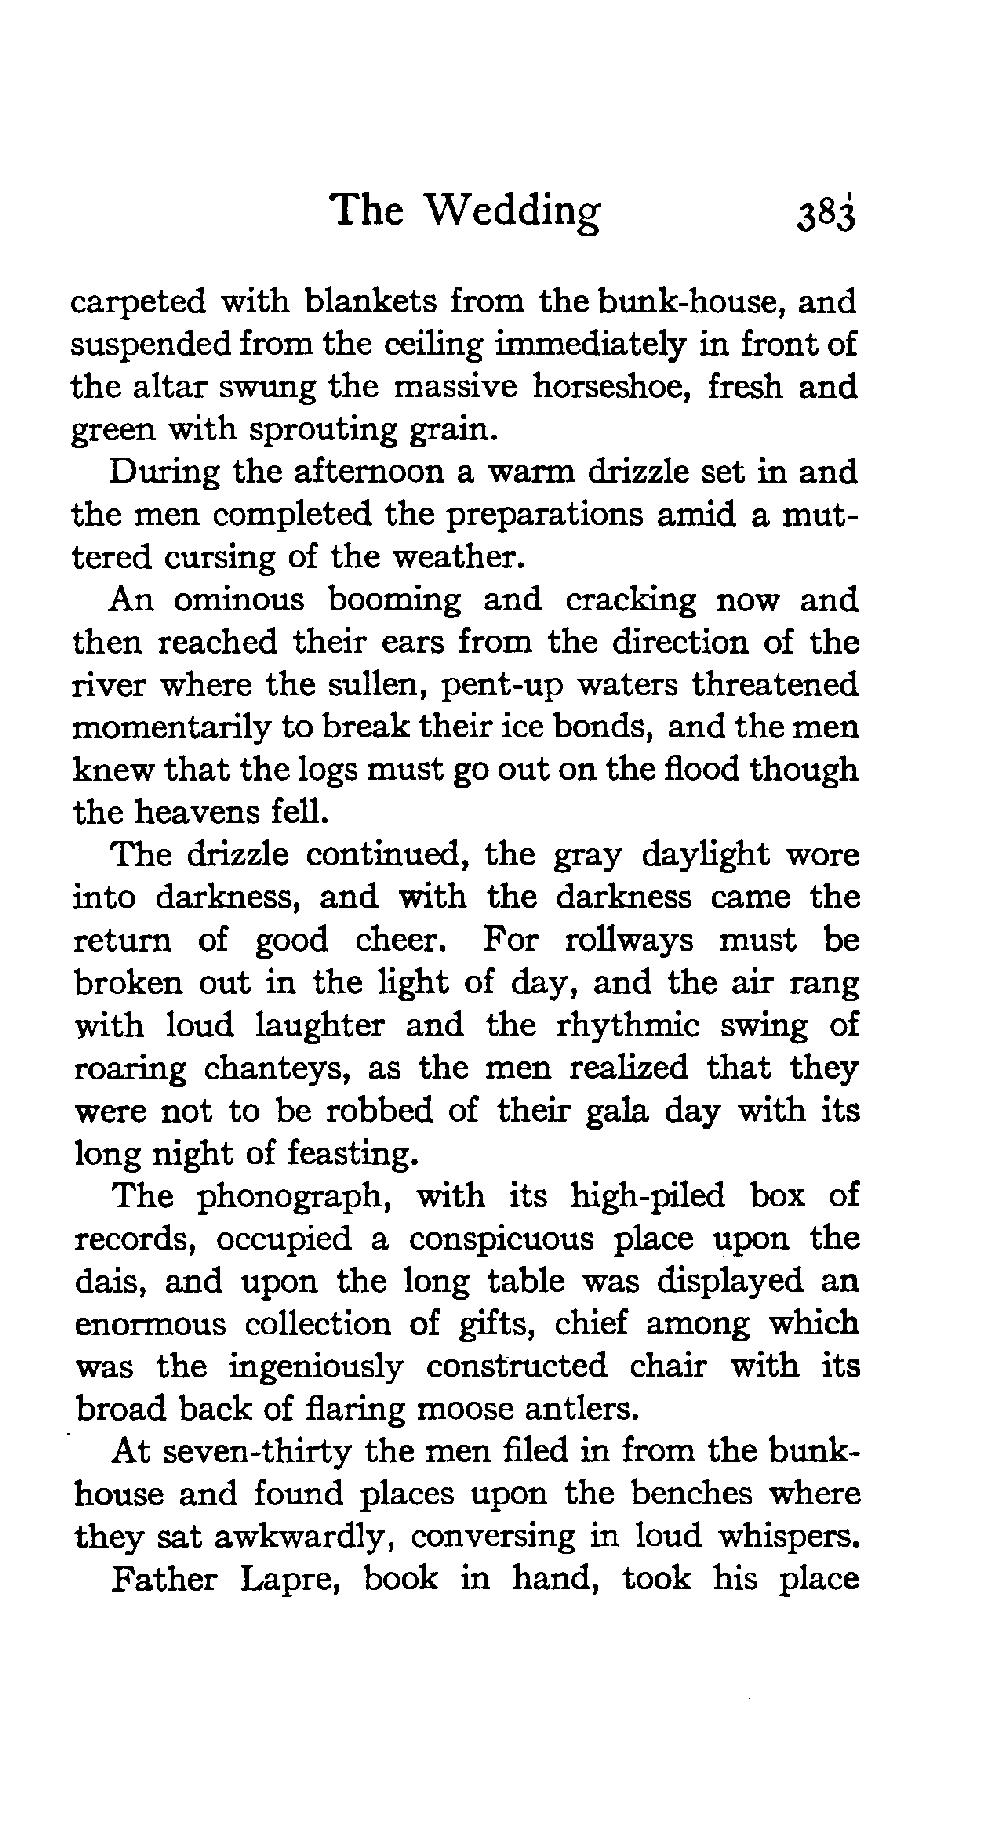 The Wedding 383
carpeted with blankets from the bunk-house, and
suspended from the ceiling immediately in front of
the altar swung the massive horseshoe, fresh and
green with sprouting grain.
During the afternoon a warm drizzle set in and
the men completed the preparations amid a mut-
tered cursing of the weather.
An ominous booming and cracking now and
then reached their ears from the direction of the
river where the sullen, pent-up waters threatened
momentarily to break their ice bonds, and the men
knew that the logs must go out on the flood though
the heavens fell.
The drizzle continued, the gray daylight wore
into darkness, and with the darkness came the
return of good cheer. For rollways must be
broken out in the light of day, and the air rang
with loud laughter and the rhythmic swing of
roaring chanteys, as the men realized that they
were not to be robbed of their gala day with its
long night of feasting.
The phonograph, with its high-piled box of
records, occupied a conspicuous place upon the
dais, and upon the long table was displayed an
enormous collection of gifts, chief among which
was the ingeniously constructed chair with its
broad back of flaring moose antlers.
At seven-thirty the men filed in from the bunk-
house and found places upon the benches where
they sat awkwardly, conversing in loud whispers.
Father Lapre, book in hand, took his place